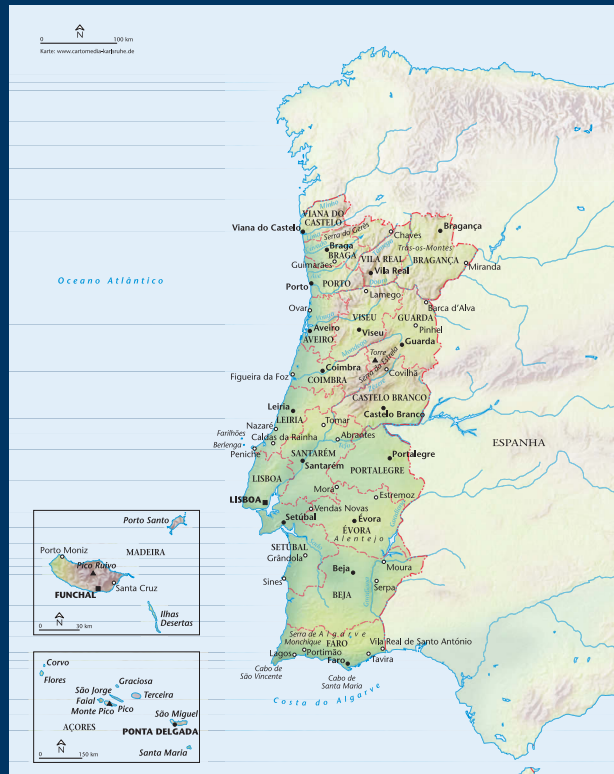 N
0 100 km
Karte: www.cartomedia-karlsruhe.de
Oceano Atlântico
ESPANHA
Minho
VIANA DO
CASTELO
Viana do Castelo
Serra do Gerês
Chaves
Bragança
Trás-os-Montes
Braga
BRAGA
Guimarães
VILA REAL
BRAGANÇA
Miranda
Vila Real
Porto
PORTO
Douro
Lamego
Barca d'Alva
Ovar
Vouga
VISEU
GUARDA
Aveiro
AVEIRO
Viseu
Pinhel
Guarda
Mondego
Torre
Serra da Estrela
Covilhã
Figueira da Foz
Coimbra
COIMBRA
CASTELO BRANCO
Castelo Branco
Leiria
LEIRIA
Nazaré
Tomar
Farilhões
Berlenga
Caldas da Rainha
Abrantes
Peniche
SANTARÉM
Santarém
Portalegre
PORTALEGRE
LISBOA
Mora
Estremoz
LISBOA
Vendas Novas
Setúbal
Évora
ÉVORA
Alentejo
SETÚBAL
Grândola
Moura
Beja
Sines
Serpa
BEJA
Serra de Algarve
Monchique
FARO
Vila Real de Santo António
Lagos
Portimão
Faro
Tavira
Cabo de
São Vincente
Cabo de
Santa Maria
Costa do Algarve
Porto Santo
Porto Moniz
MADEIRA
Pico Ruivo
Santa Cruz
FUNCHAL
Ilhas
Desertas
N
0 30 km
Corvo
Flores
Graciosa
São Jorge
Terceira
Faial
Pico
Monte Pico
São Miguel
AÇORES
PONTA DELGADA
N
0 150 km
Santa Maria